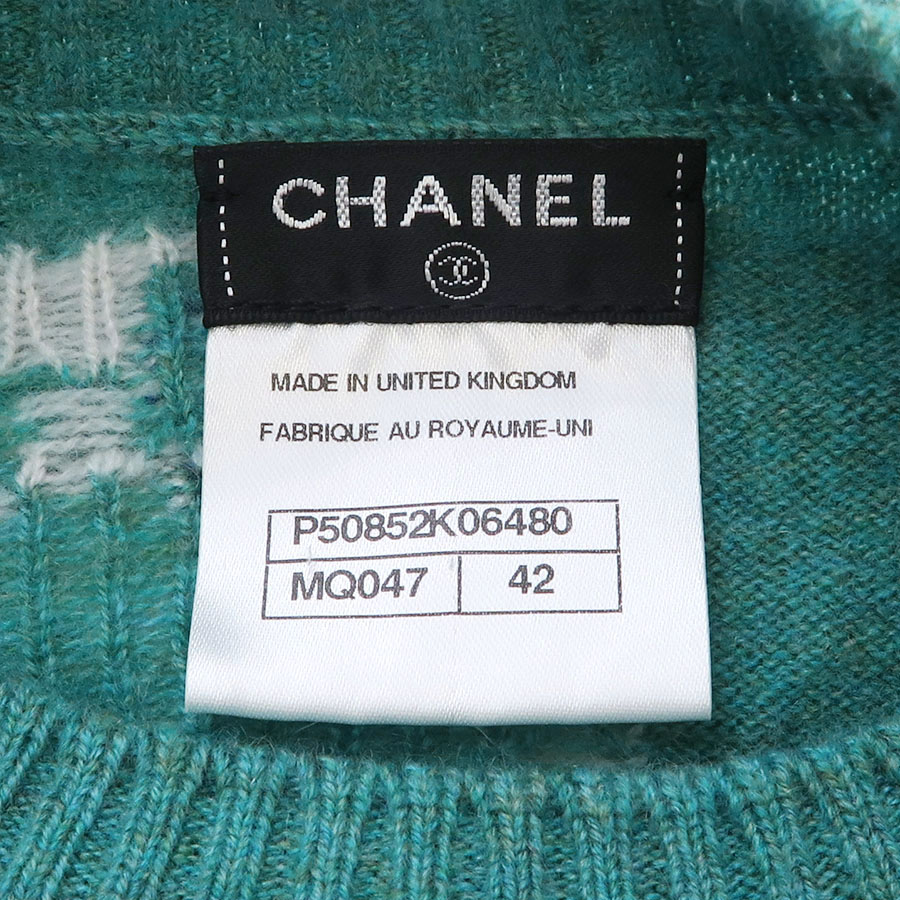 CHANEL
MADE IN UNITED KINGDOM
FABRIQUE AU ROYAUME-UNI
P50852K06480
MQ047 42